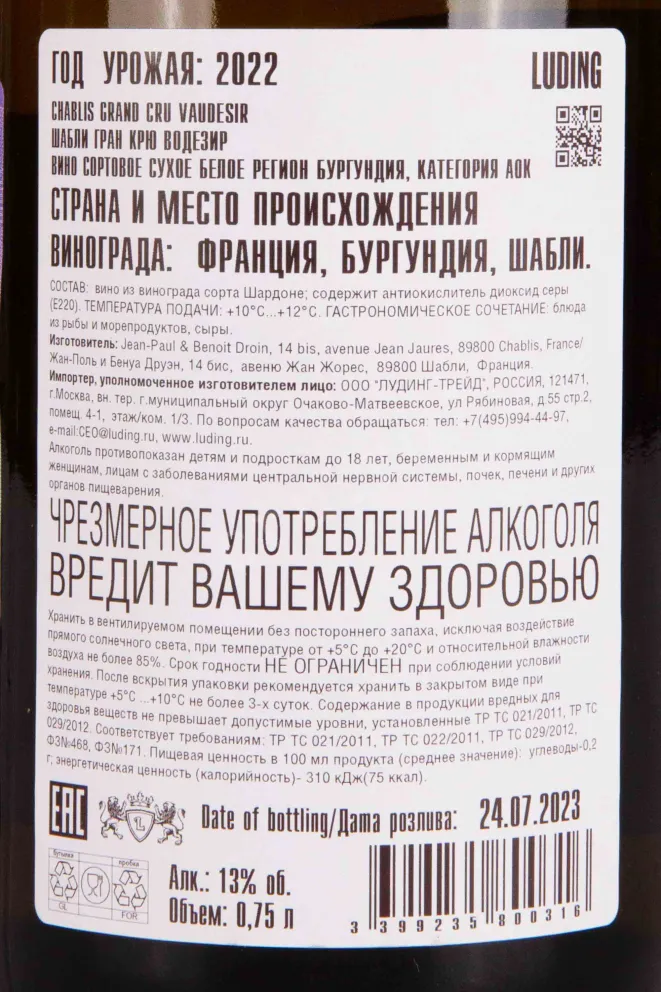 ГОД УРОЖАЯ: 2022
LUDING
CHABLIS GRAND CRU VAUDESIR
ШАБЛИ ГРАН КРЮ ВОДЕЗИР
ВИНО СОРТОВОЕ СУХОЕ БЕЛОЕ РЕГИОН БУРГУНДИЯ, КАТЕГОРИЯ АОК
СТРАНА И МЕСТО ПРОИСХОЖДЕНИЯ
ВИНОГРАДА: ФРАНЦИЯ, БУРГУНДИЯ, ШАБЛИ.
СОСТАВ: вино из винограда сорта Шардоне; содержит антиокислитель диоксид серы
(Е220). ТЕМПЕРАТУРА ПОДАЧИ: +10°С...+12°С. ГАСТРОНОМИЧЕСКОЕ СОЧЕТАНИЕ: блюда
из рыбы и морепродуктов, сыры.
Изготовитель: Jean-Paul & Benoit Droin, 14 bis, avenue Jean Jaures, 89800 Chablis, France/
Жан-Поль и Бенуа Друэн, 14 бис, авеню Жан Жорес, 89800 Шабли, Франция.
Импортер, уполномоченное изготовителем лицо: ООО "ЛУДИНГ-ТРЕЙД", РОССИЯ, 121471,
г.Москва, вн. тер. г.муниципальный округ Очаково-Матвеевское, ул Рябиновая, д.55 стр.2,
помещ. 4-1, этаж/ком. 1/3. По вопросам качества обращаться: тел: +7(495)994-44-97,
e-mail:CEO@luding.ru, www.luding.ru.
Алкоголь противопоказан детям и подросткам до 18 лет, беременным и кормящим
женщинам, лицам с заболеваниями центральной нервной системы, почек, печени и других
органов пищеварения.
ЧРЕЗМЕРНОЕ УПОТРЕБЛЕНИЕ АЛКОГОЛЯ
ВРЕДИТ ВАШЕМУ ЗДОРОВЬЮ
Хранить в вентилируемом помещении без постороннего запаха, исключая воздействие
прямого солнечного света, при температуре от +5°С до +20°С и относительной влажности
воздуха не более 85%. Срок годности НЕ ОГРАНИЧЕН при соблюдении условий
хранения. После вскрытия упаковки рекомендуется хранить в закрытом виде при
температуре +5°С ...+10°С не более 3-х суток. Содержание в продукции вредных для
здоровья веществ не превышает допустимые уровни, установленные ТР ТС 021/2011, ТР ТС
029/2012. Соответствует требованиям: ТР ТС 021/2011, ТР ТС 022/2011, ТР ТС 029/2012,
ФЗ№468, ФЗ№171. Пищевая ценность в 100 мл продукта (среднее значение): углеводы-0,2
г; энергетическая ценность (калорийность)- 310 кДж(75 ккал).
EAC
L
Date of bottling/Дата розлива: 24.07.2023
бутылка
пробка
GL
FOR
Алк.: 13% об.
Объем: 0,75 л
3 399235 800316